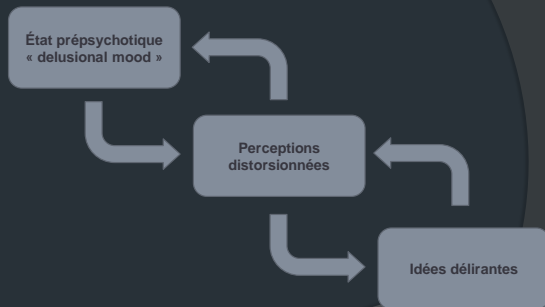 État prépsychotique
« delusional mood »
Perceptions
distorsionnées
Idées délirantes